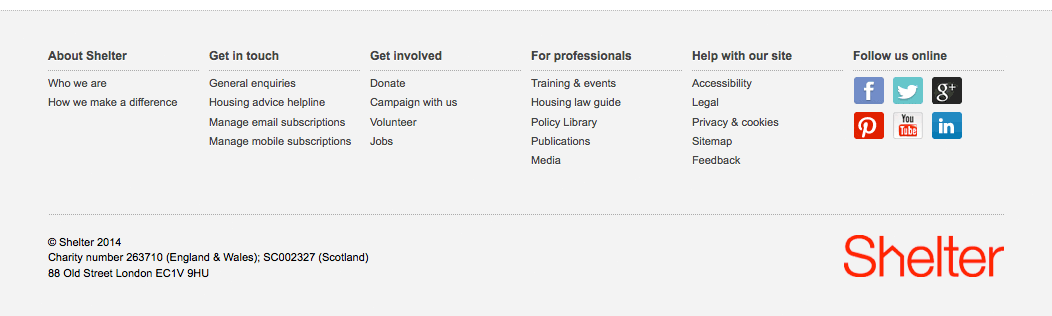 About Shelter
Who we are
How we make a difference
Get in touch
General enquiries
Housing advice helpline
Manage email subscriptions
Manage mobile subscriptions
Get involved
Donate
Campaign with us
Volunteer
Jobs
For professionals
Training & events
Housing law guide
Policy Library
Publications
Media
Help with our site
Accessibility
Legal
Privacy & cookies
Sitemap
Feedback
Follow us online
f
g+
You
Tube
in
© Shelter 2014
Charity number 263710 (England & Wales); SC002327 (Scotland)
88 Old Street London EC1V 9HU
Shelter